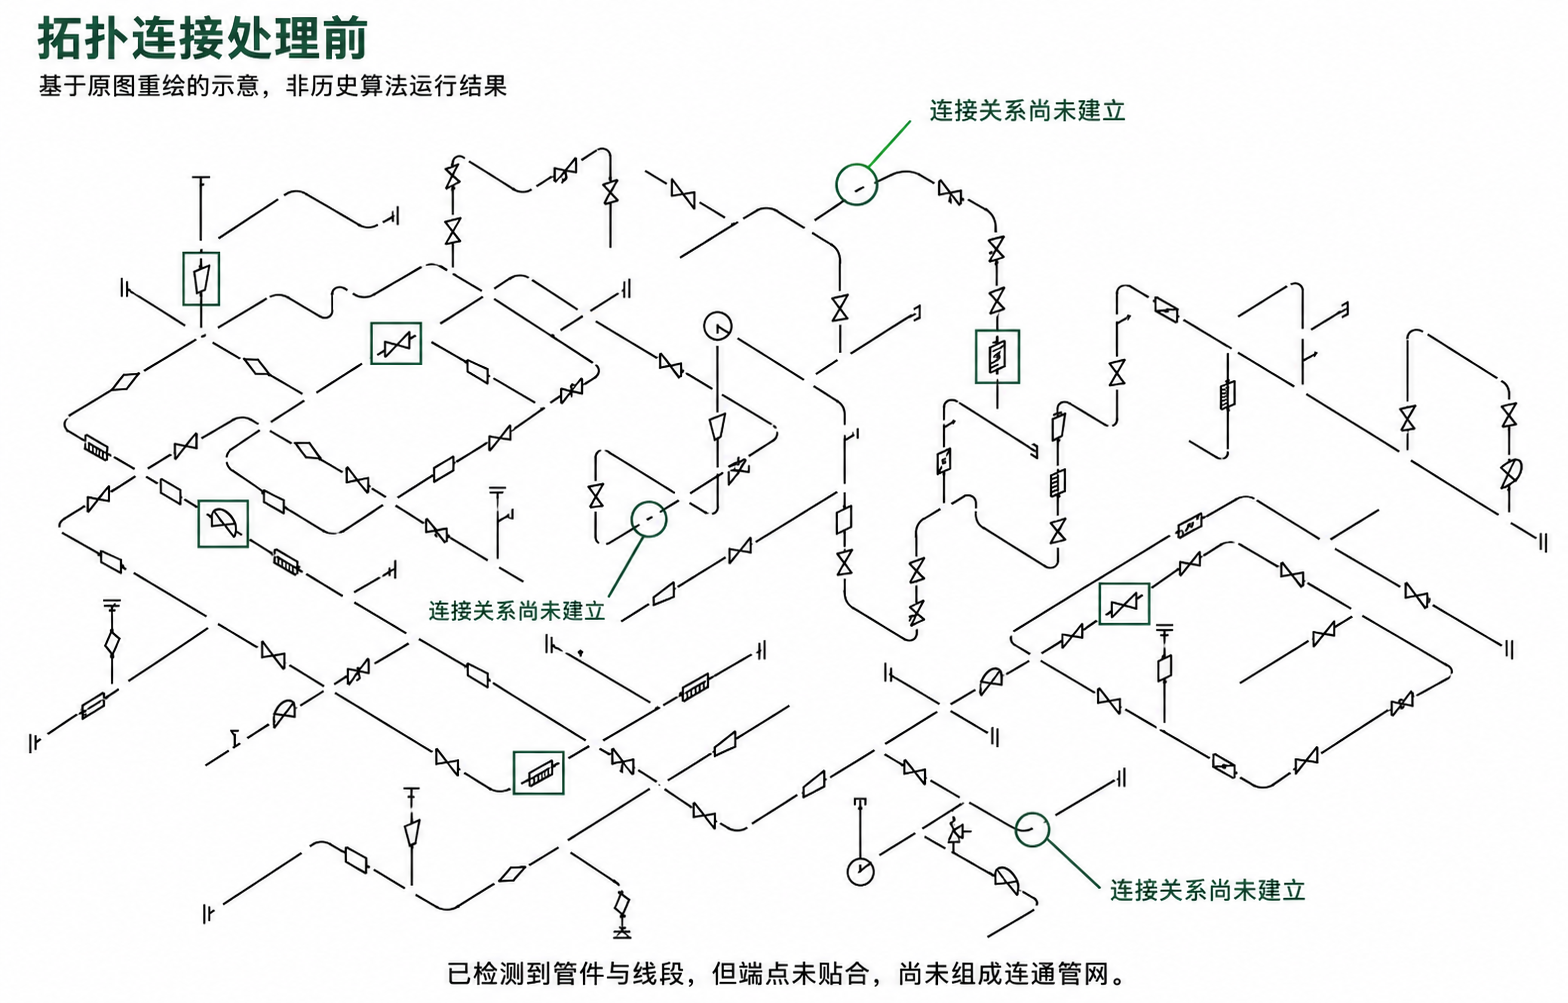 拓扑连接处理前
基于原图重绘的示意，非历史算法运行结果
连接关系尚未建立
连接关系尚未建立
连接关系尚未建立
已检测到管件与线段，但端点未贴合，尚未组成连通管网。